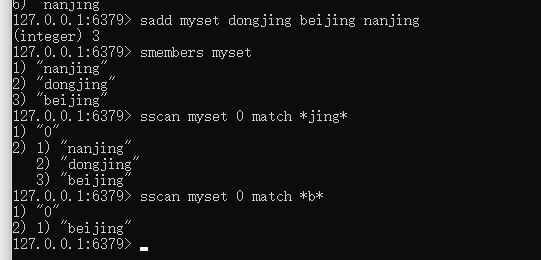 6) "nanjing"
127.0.0.1:6379> sadd myset dongjing beijing nanjing
(integer) 3
127.0.0.1:6379> smembers myset
1) "nanjing"
2) "dongjing"
3) "beijing"
127.0.0.1:6379> sscan myset 0 match *jing*
1) "0"
2) 1) "nanjing"
   2) "dongjing"
   3) "beijing"
127.0.0.1:6379> sscan myset 0 match *b*
1) "0"
2) 1) "beijing"
127.0.0.1:6379>